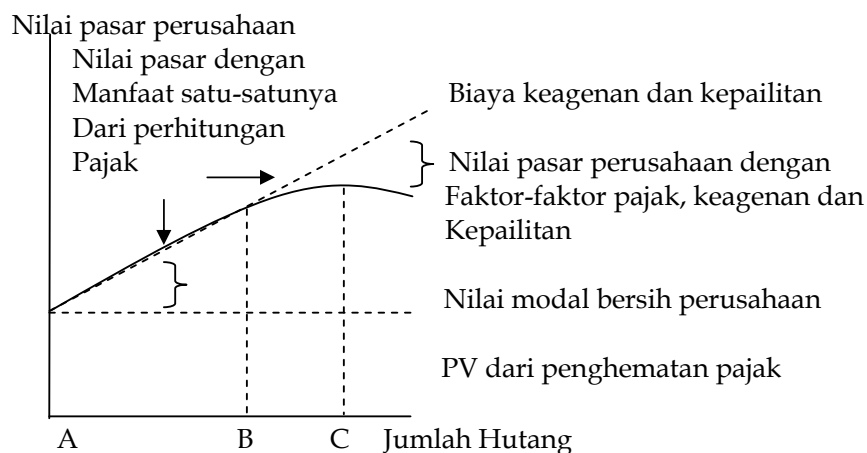 Nilai pasar perusahaan
Nilai pasar dengan
Manfaat satu-satunya
Dari perhitungan
Pajak
Biaya keagenan dan kepailitan
Nilai pasar perusahaan dengan
Faktor-faktor pajak, keagenan dan
Kepailitan
Nilai modal bersih perusahaan
PV dari penghematan pajak
A B C Jumlah Hutang